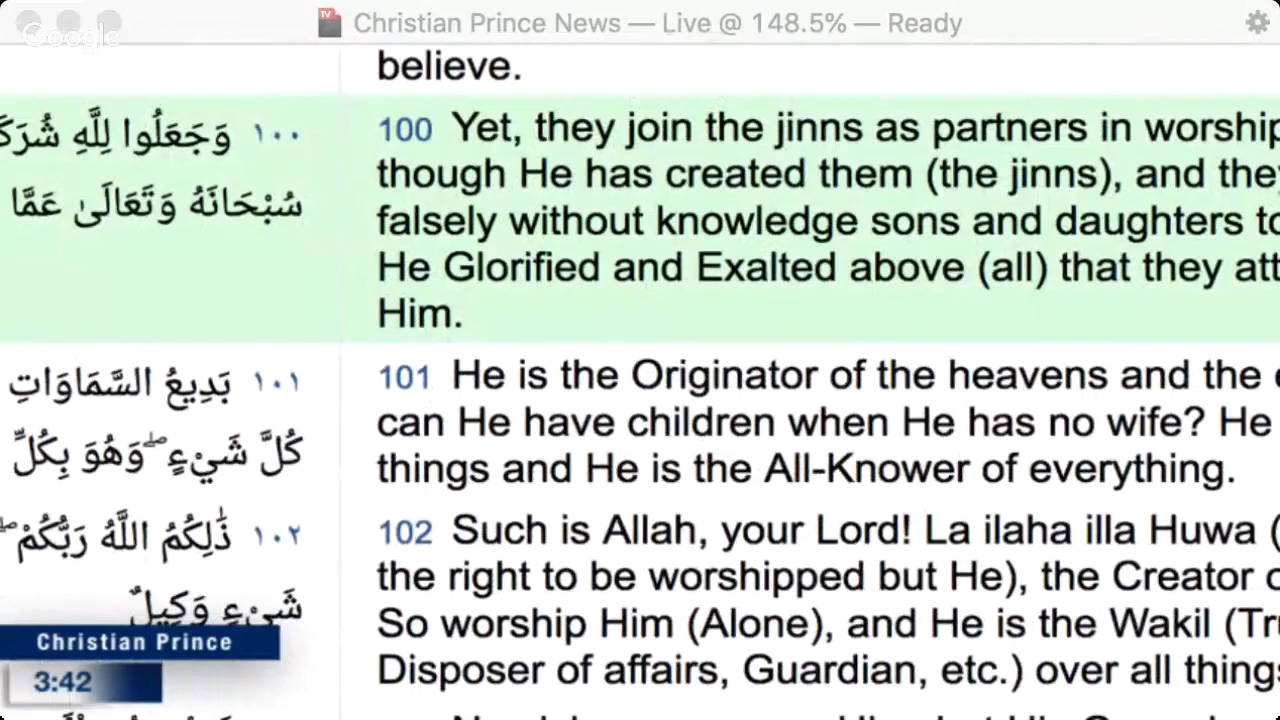 Google
Christian Prince News — Live @ 148.5% — Ready
believe.
١٠٠ وَجَعَلُوا لِلَّهِ
سُبْحَانَهُ وَتَعَالَىٰ عَمَّا
100 Yet, they join the jinns as partners in worship
though He has created them (the jinns), and they
falsely without knowledge sons and daughters to
He Glorified and Exalted above (all) that they att
Him.
١٠١ بَدِيعُ السَّمَاوَاتِ
كُلَّ شَيْءٍ ۖ وَهُوَ بِكُلِّ
101 He is the Originator of the heavens and the e
can He have children when He has no wife? He
things and He is the All-Knower of everything.
١٠٢ ذَٰلِكُمُ اللَّهُ رَبُّكُمْ ۖ
شَيْءٍ وَكِيلٌ
102 Such is Allah, your Lord! La ilaha illa Huwa (
the right to be worshipped but He), the Creator o
So worship Him (Alone), and He is the Wakil (Tru
Disposer of affairs, Guardian, etc.) over all things
Christian Prince
3:42